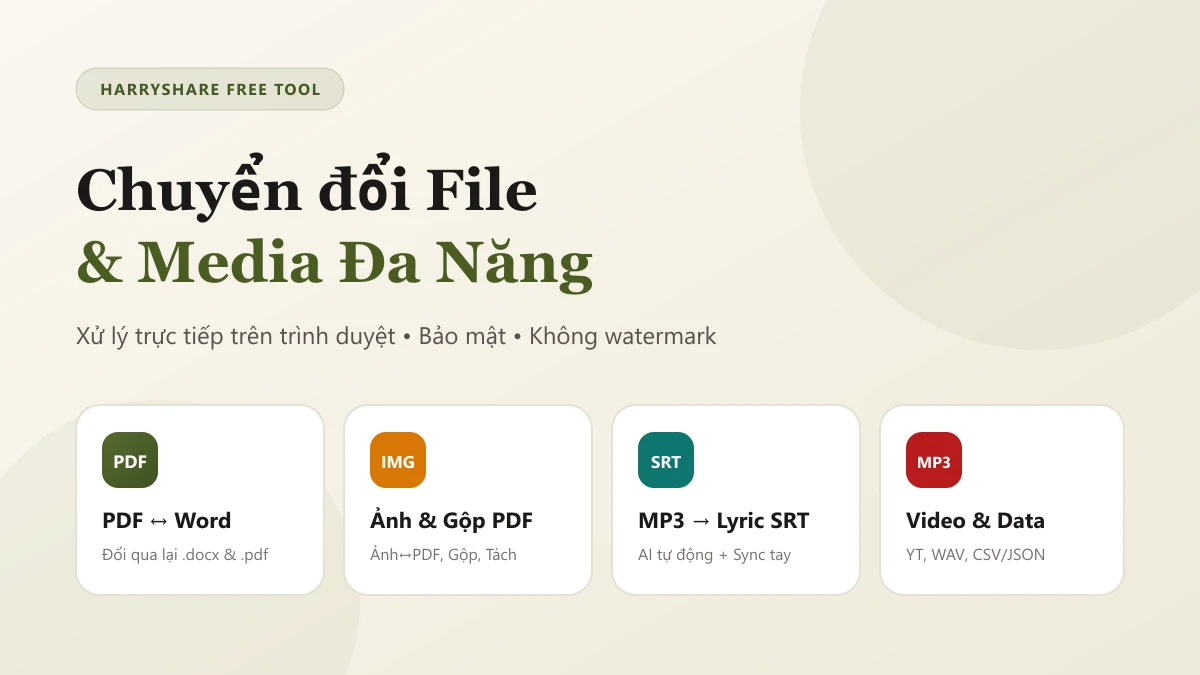 HARRYSHARE FREE TOOL
Chuyển đổi File
& Media Đa Năng
Xử lý trực tiếp trên trình duyệt • Bảo mật • Không watermark
PDF
PDF ↔ Word
Đổi qua lại .docx & .pdf
IMG
Ảnh & Gộp PDF
Ảnh↔PDF, Gộp, Tách
SRT
MP3 → Lyric SRT
AI tự động + Sync tay
MP3
Video & Data
YT, WAV, CSV/JSON